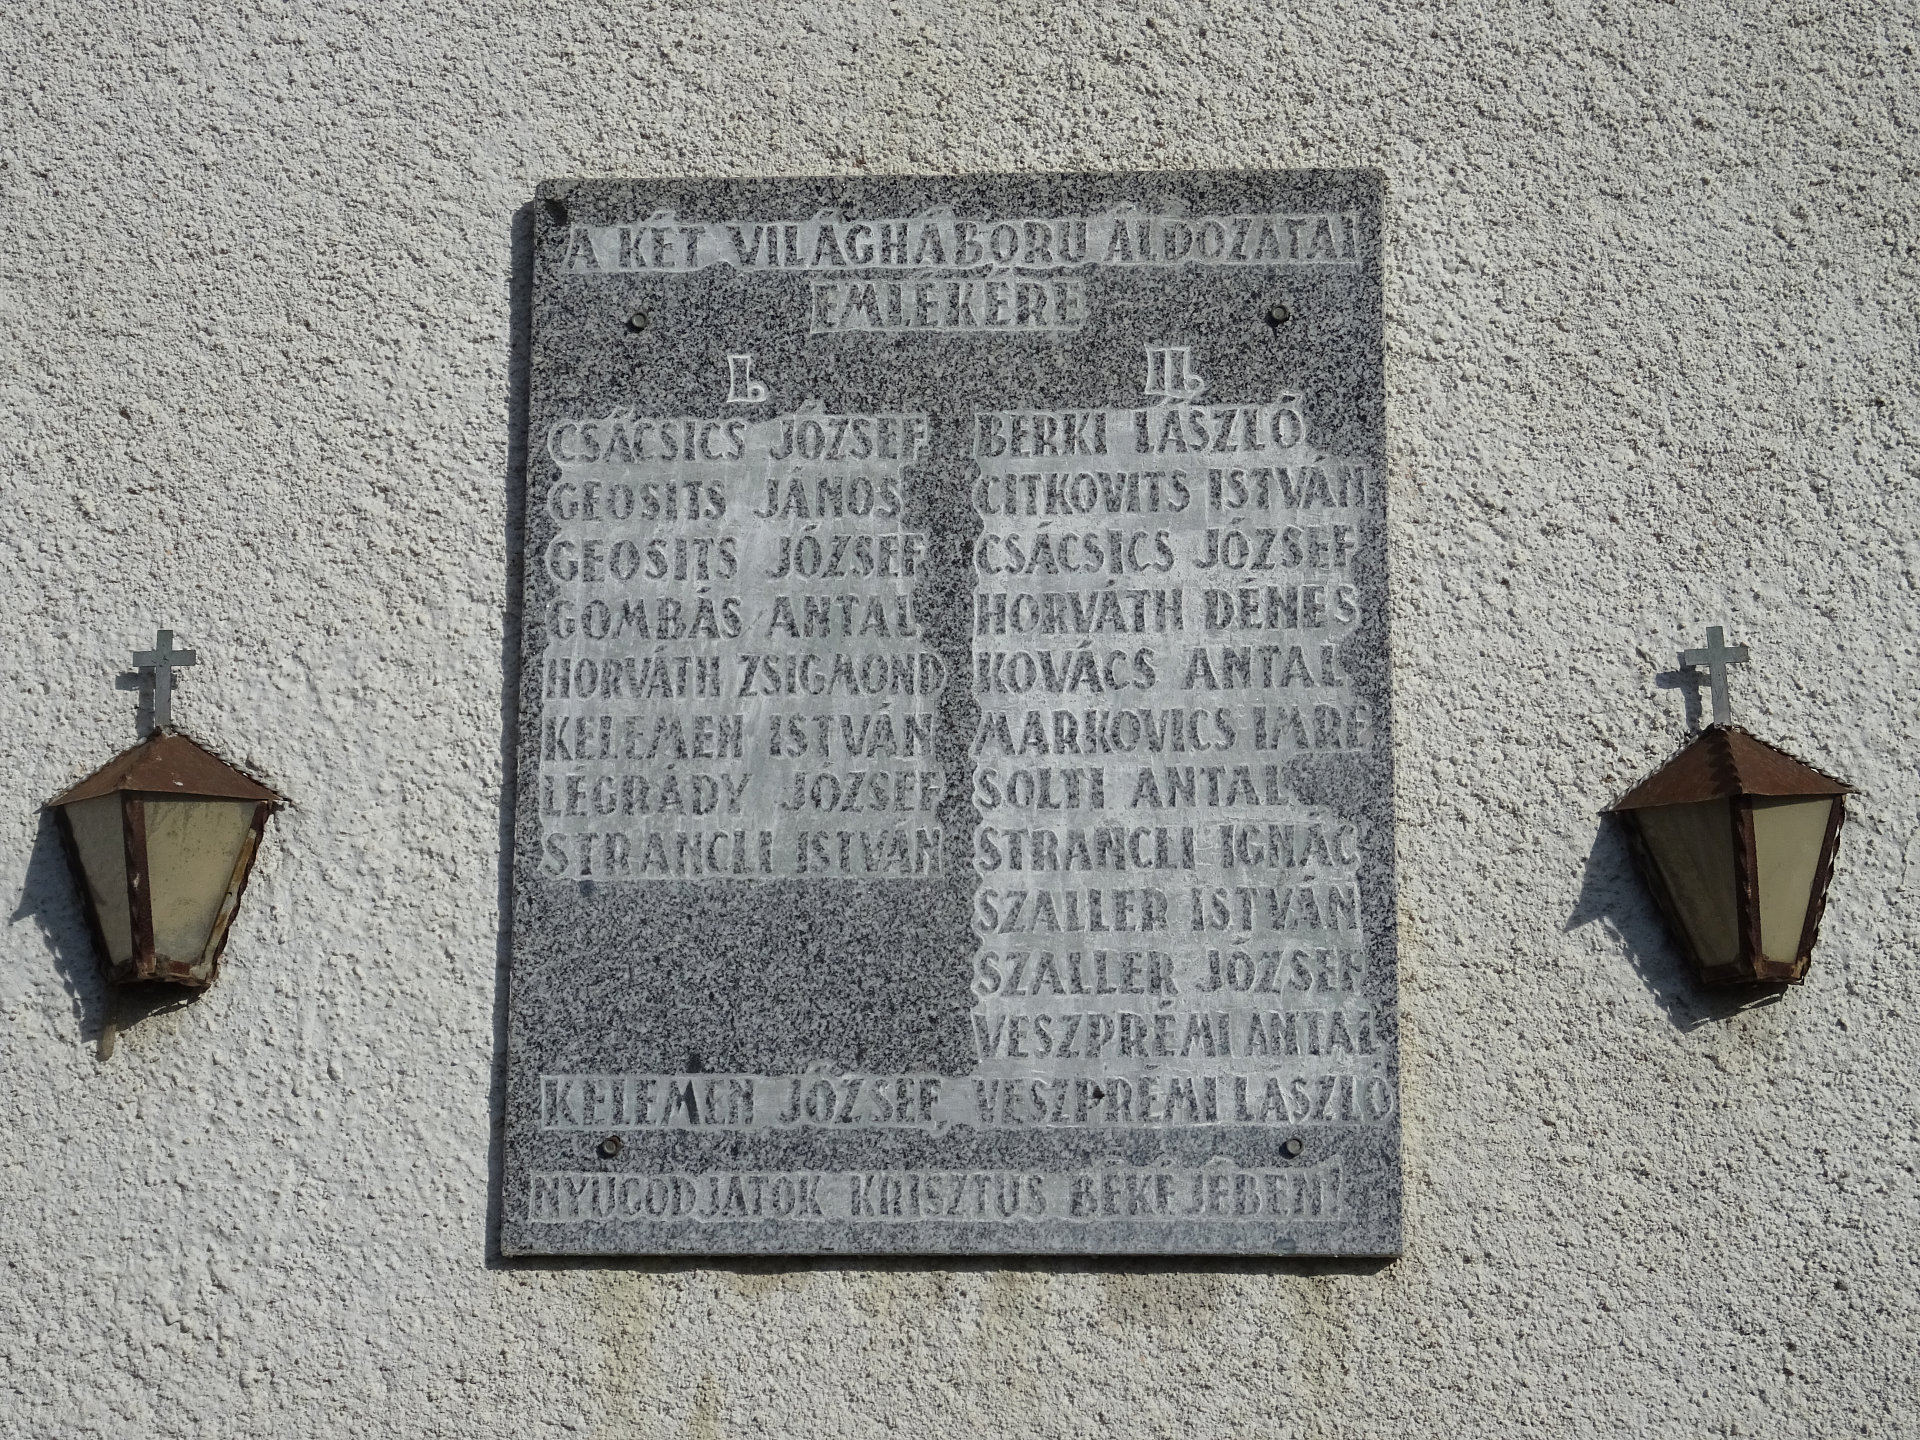 A KÉT VILÁGHÁBORU ÁLDOZATAI
EMLÉKÉRE
I.
CSÁCSICS JÓZSEF
GEOSITS JÁNOS
GEOSITS JÓZSEF
GOMBÁS ANTAL
HORVÁTH ZSIGMOND
KELEMEN ISTVÁN
LÉGRÁDY JÓZSEF
STRANCLI ISTVÁN
KELEMEN JÓZSEF
II.
BERKI LÁSZLÓ
CITKOVITS ISTVÁN
CSÁCSICS JÓZSEF
HORVÁTH DÉNES
KOVÁCS ANTAL
MARKOVICS IMRE
SOLTI ANTAL
STRANCLI IGNÁC
SZALLER ISTVÁN
SZALLER JÓZSEF
VESZPRÉMI ANTAL
VESZPRÉMI LÁSZLÓ
NYUGODJATOK KRISZTUS BÉKÉJÉBEN!